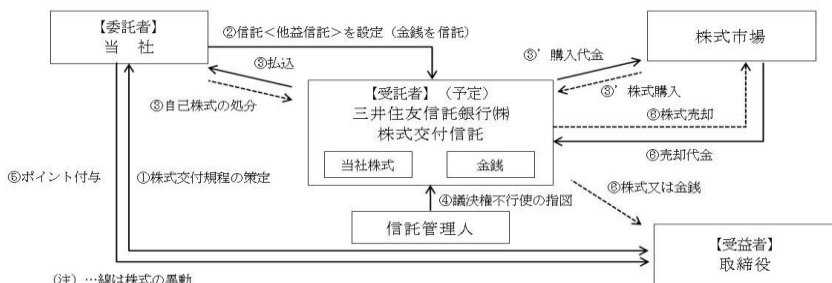 【委託者】
当　社
②信託＜他益信託＞を設定（金銭を信託）
③払込
③自己株式の処分
③’購入代金
③’株式購入
株式市場
【受託者】（予定）
三井住友信託銀行㈱
株式交付信託
当社株式
金銭
⑥株式売却
⑥売却代金
⑤ポイント付与
①株式交付規程の策定
④議決権不行使の指図
⑥株式又は金銭
信託管理人
【受益者】
取締役
（注）…線は株式の異動